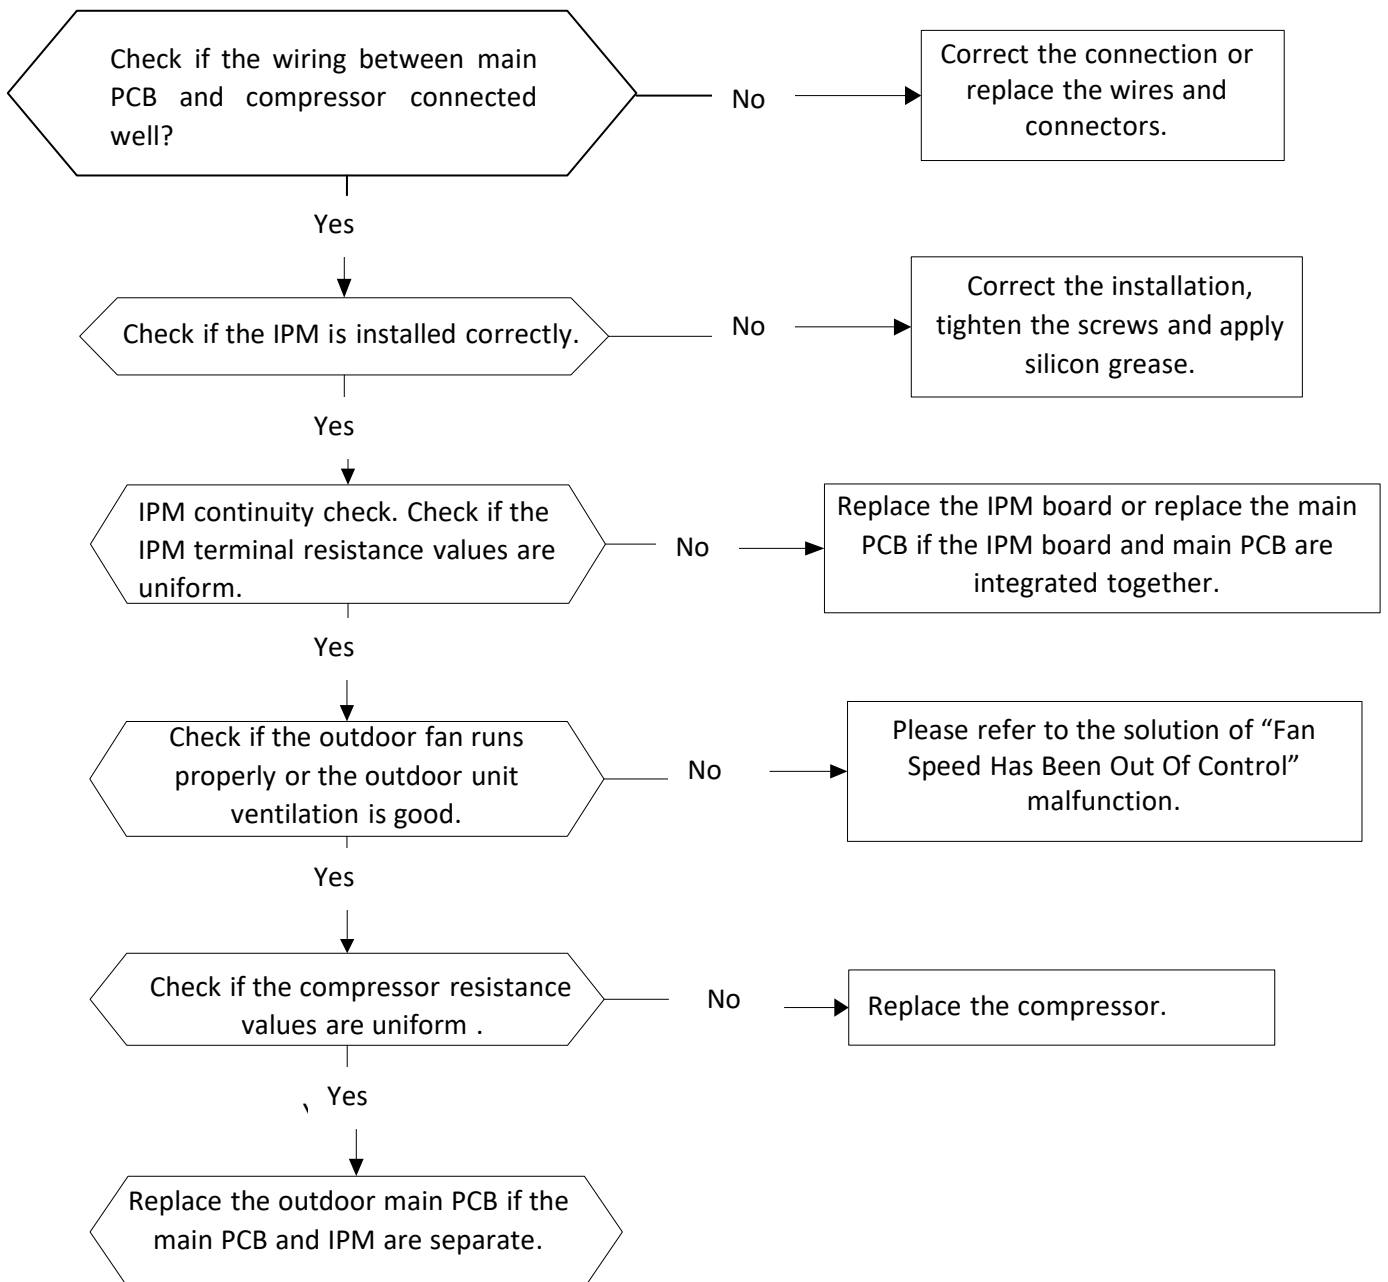 Check if the wiring between main
PCB and compressor connected
well?
No
Correct the connection or
replace the wires and
connectors.
Yes
Check if the IPM is installed correctly.
No
Correct the installation,
tighten the screws and apply
silicon grease.
Yes
IPM continuity check. Check if the
IPM terminal resistance values are
uniform.
No
Replace the IPM board or replace the main
PCB if the IPM board and main PCB are
integrated together.
Yes
Check if the outdoor fan runs
properly or the outdoor unit
ventilation is good.
No
Please refer to the solution of “Fan
Speed Has Been Out Of Control”
malfunction.
Yes
Check if the compressor resistance
values are uniform .
No
Replace the compressor.
Yes
Replace the outdoor main PCB if the
main PCB and IPM are separate.